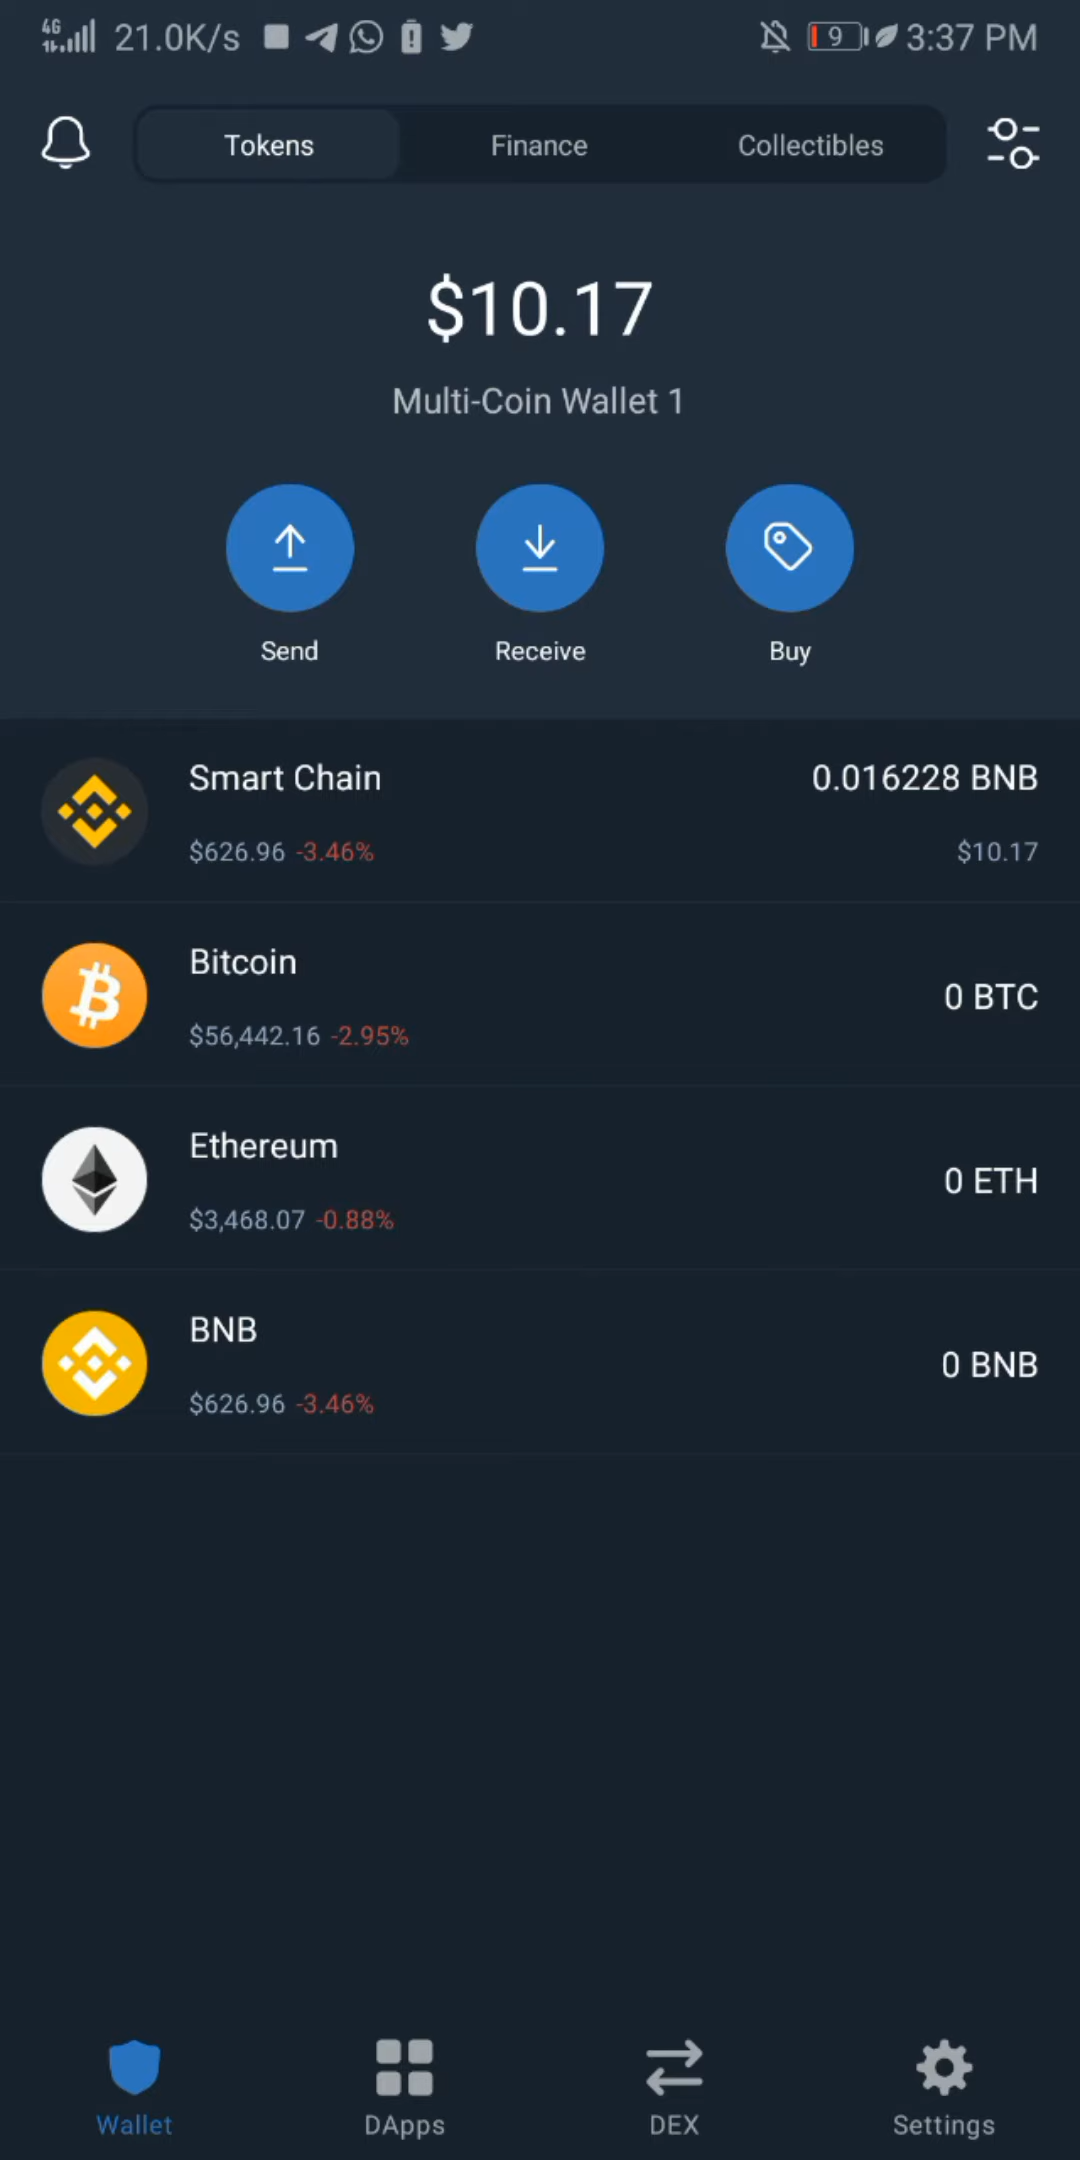 4G 21.0K/s 9 3:37 PM
Tokens Finance Collectibles
$10.17
Multi-Coin Wallet 1
Send Receive Buy
Smart Chain 0.016228 BNB
$626.96 -3.46% $10.17
Bitcoin
0 BTC
$56,442.16 -2.95%
Ethereum
0 ETH
$3,468.07 -0.88%
BNB
0 BNB
$626.96 -3.46%
Wallet DApps DEX Settings